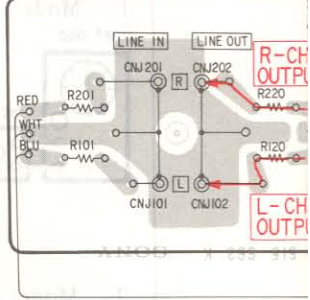 LINE IN
LINE OUT
R-CH
OUTPU
CNJ201
CNJ202
R
R201
R220
RED
WHT
BLU
R101
R120
L
CNJ101
CNJ102
L-CH
OUTPU